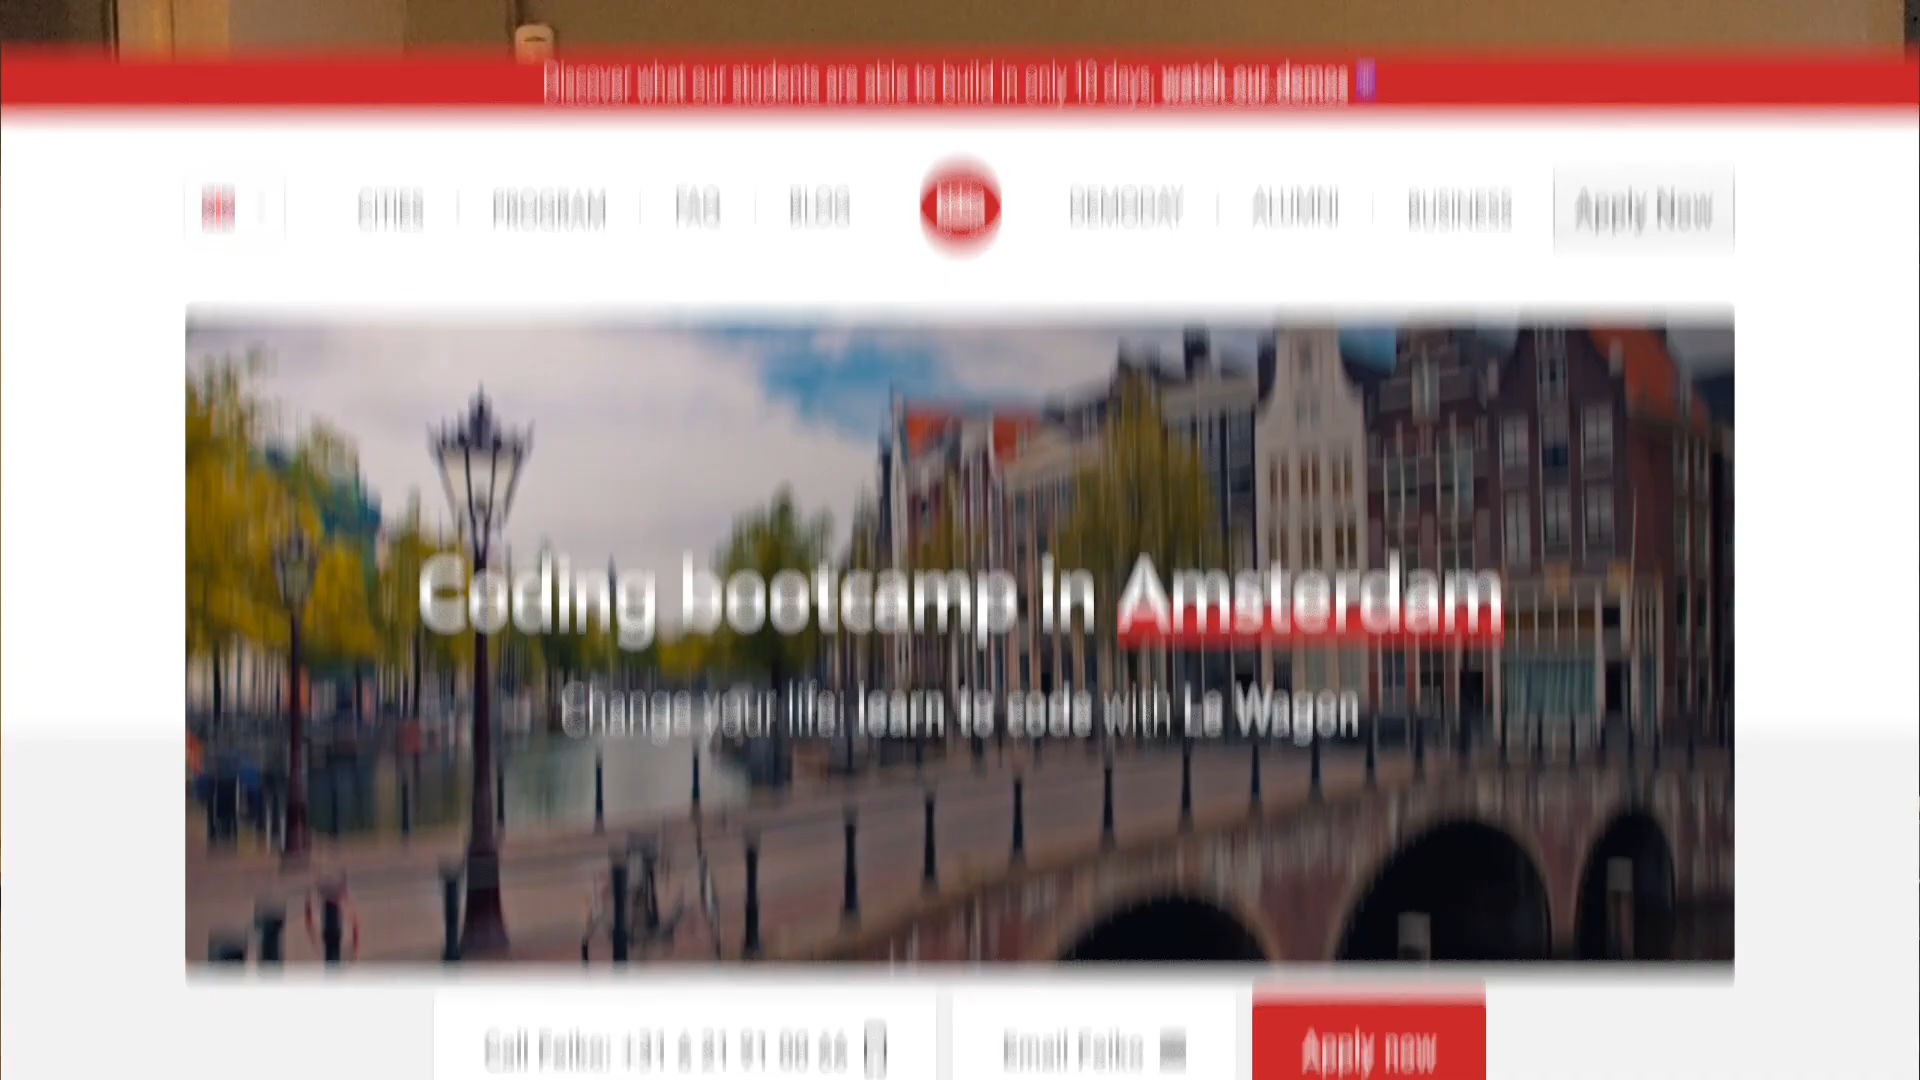 Discover what our students are able to build in only 10 days, watch our demos
CITIES PROGRAM FAQ BLOG DEMODAY ALUMNI BUSINESS Apply Now
Coding bootcamp in Amsterdam
Change your life: learn to code with Le Wagon
Call Email Apply now